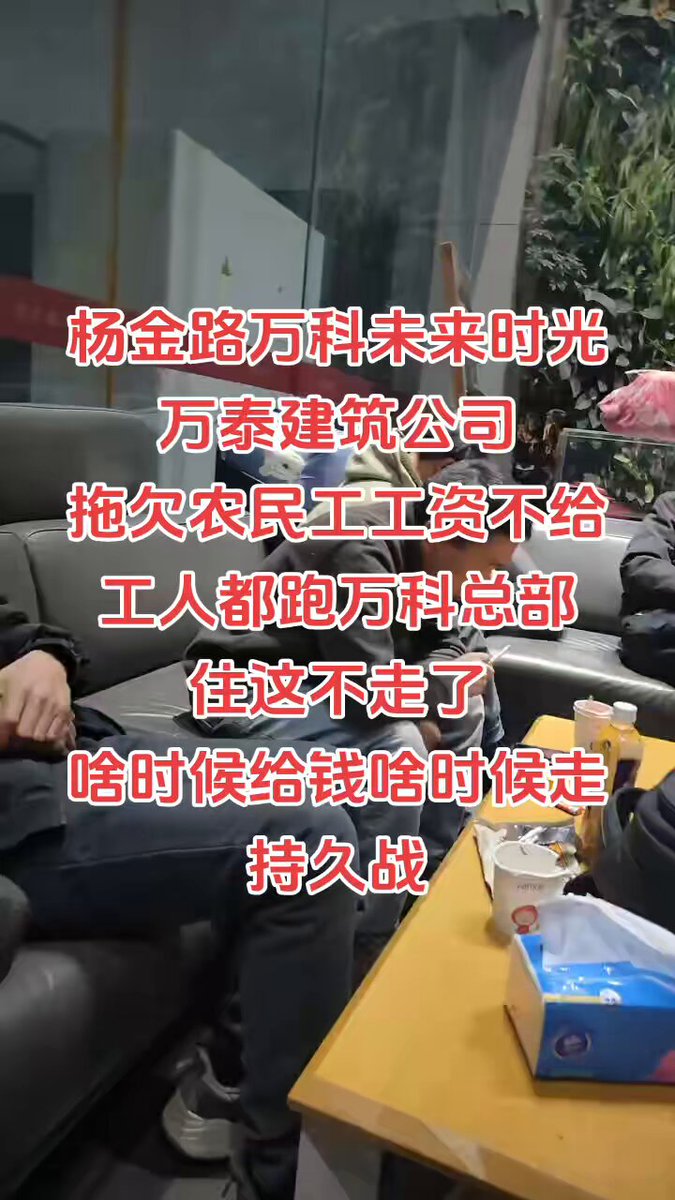 杨金路万科未来时光
万泰建筑公司
拖欠农民工工资不给
工人都跑万科总部
住这不走了
啥时候给钱啥时候走
持久战